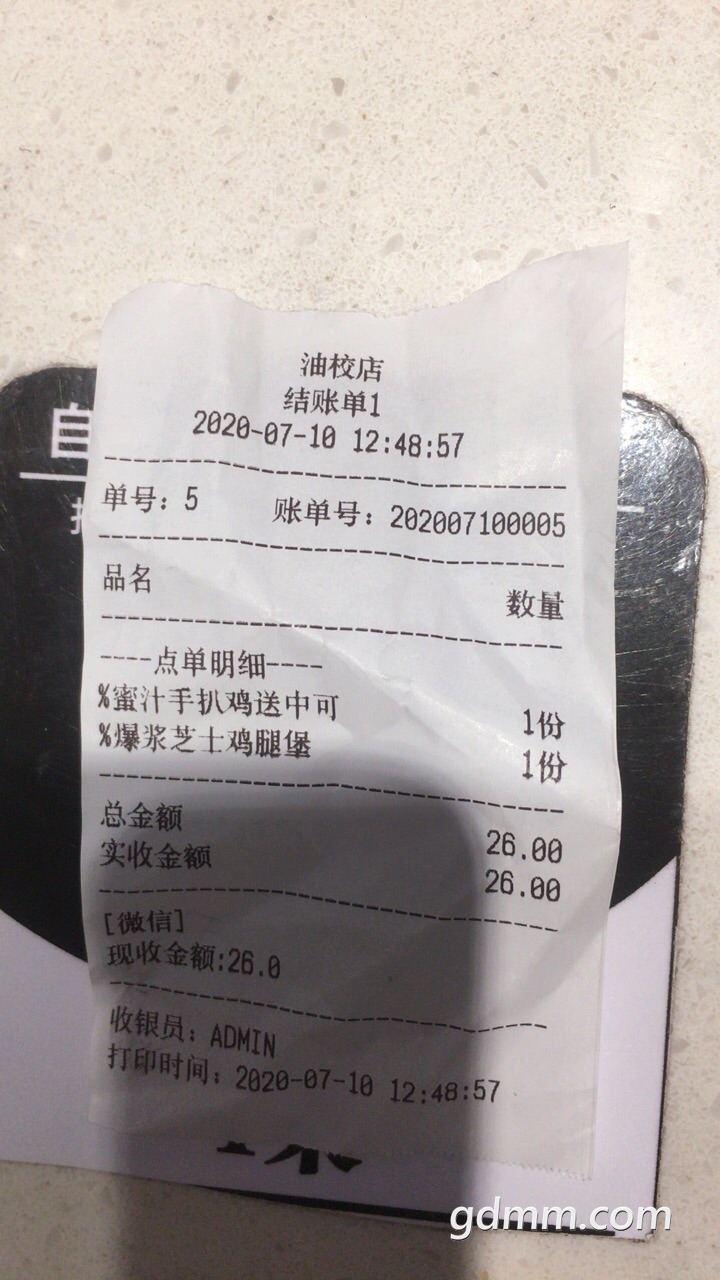 油校店
结账单1
2020-07-10 12:48:57
单号：5 账单号：202007100005
品名 数量
----点单明细----
%蜜汁手扒鸡送中可 1份
%爆浆芝士鸡腿堡 1份
总金额 26.00
实收金额 26.00
[微信]
现收金额:26.0
收银员：ADMIN
打印时间：2020-07-10 12:48:57
自
gdmm.com